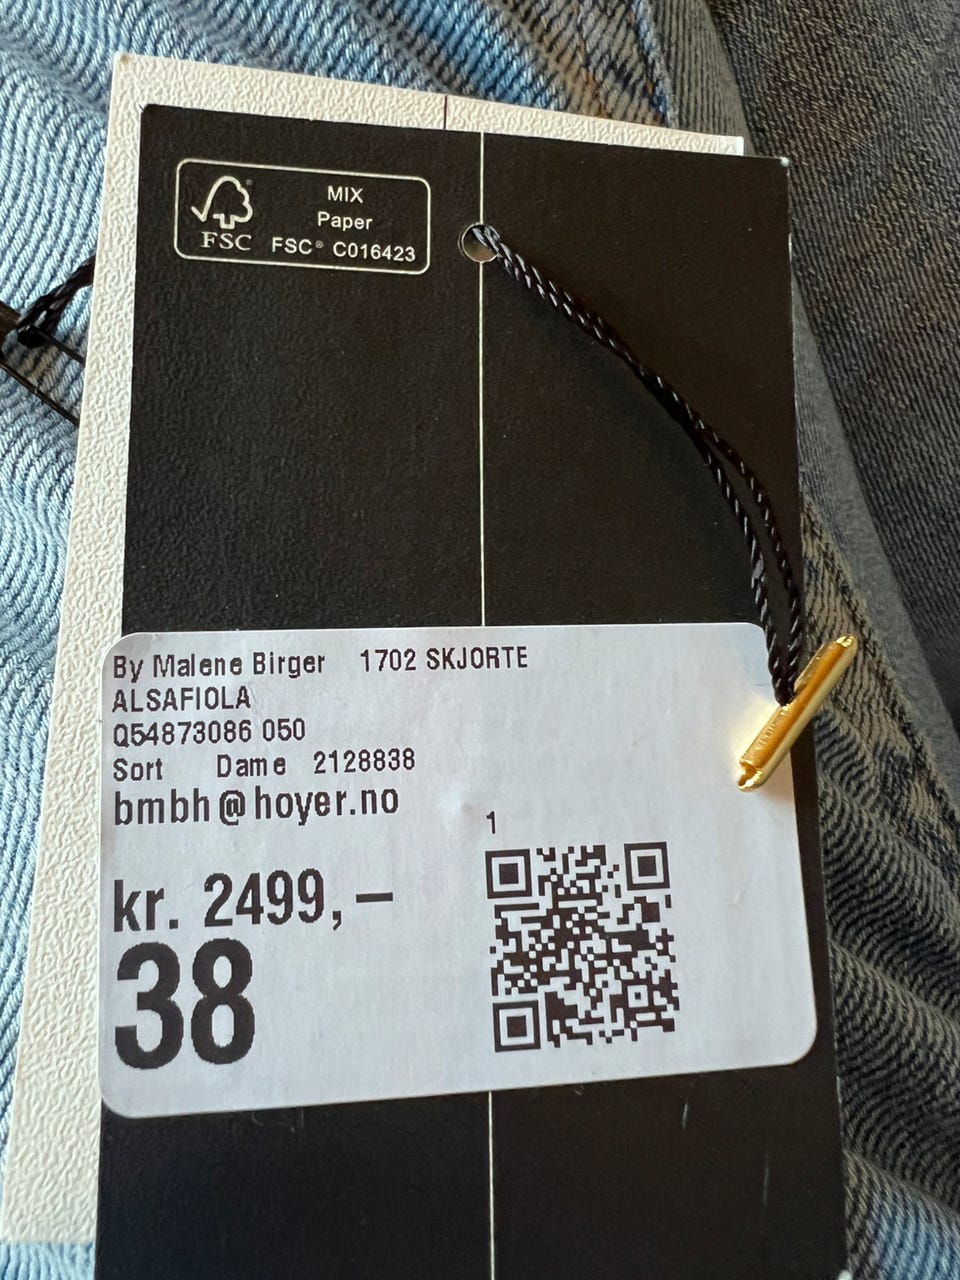 MIX
Paper
FSC
FSC® C016423
By Malene Birger 1702 SKJORTE
ALSAFIOLA
Q54873086 050
Sort Dame 2128838
bmbh@hoyer.no
1
kr. 2499,–
38